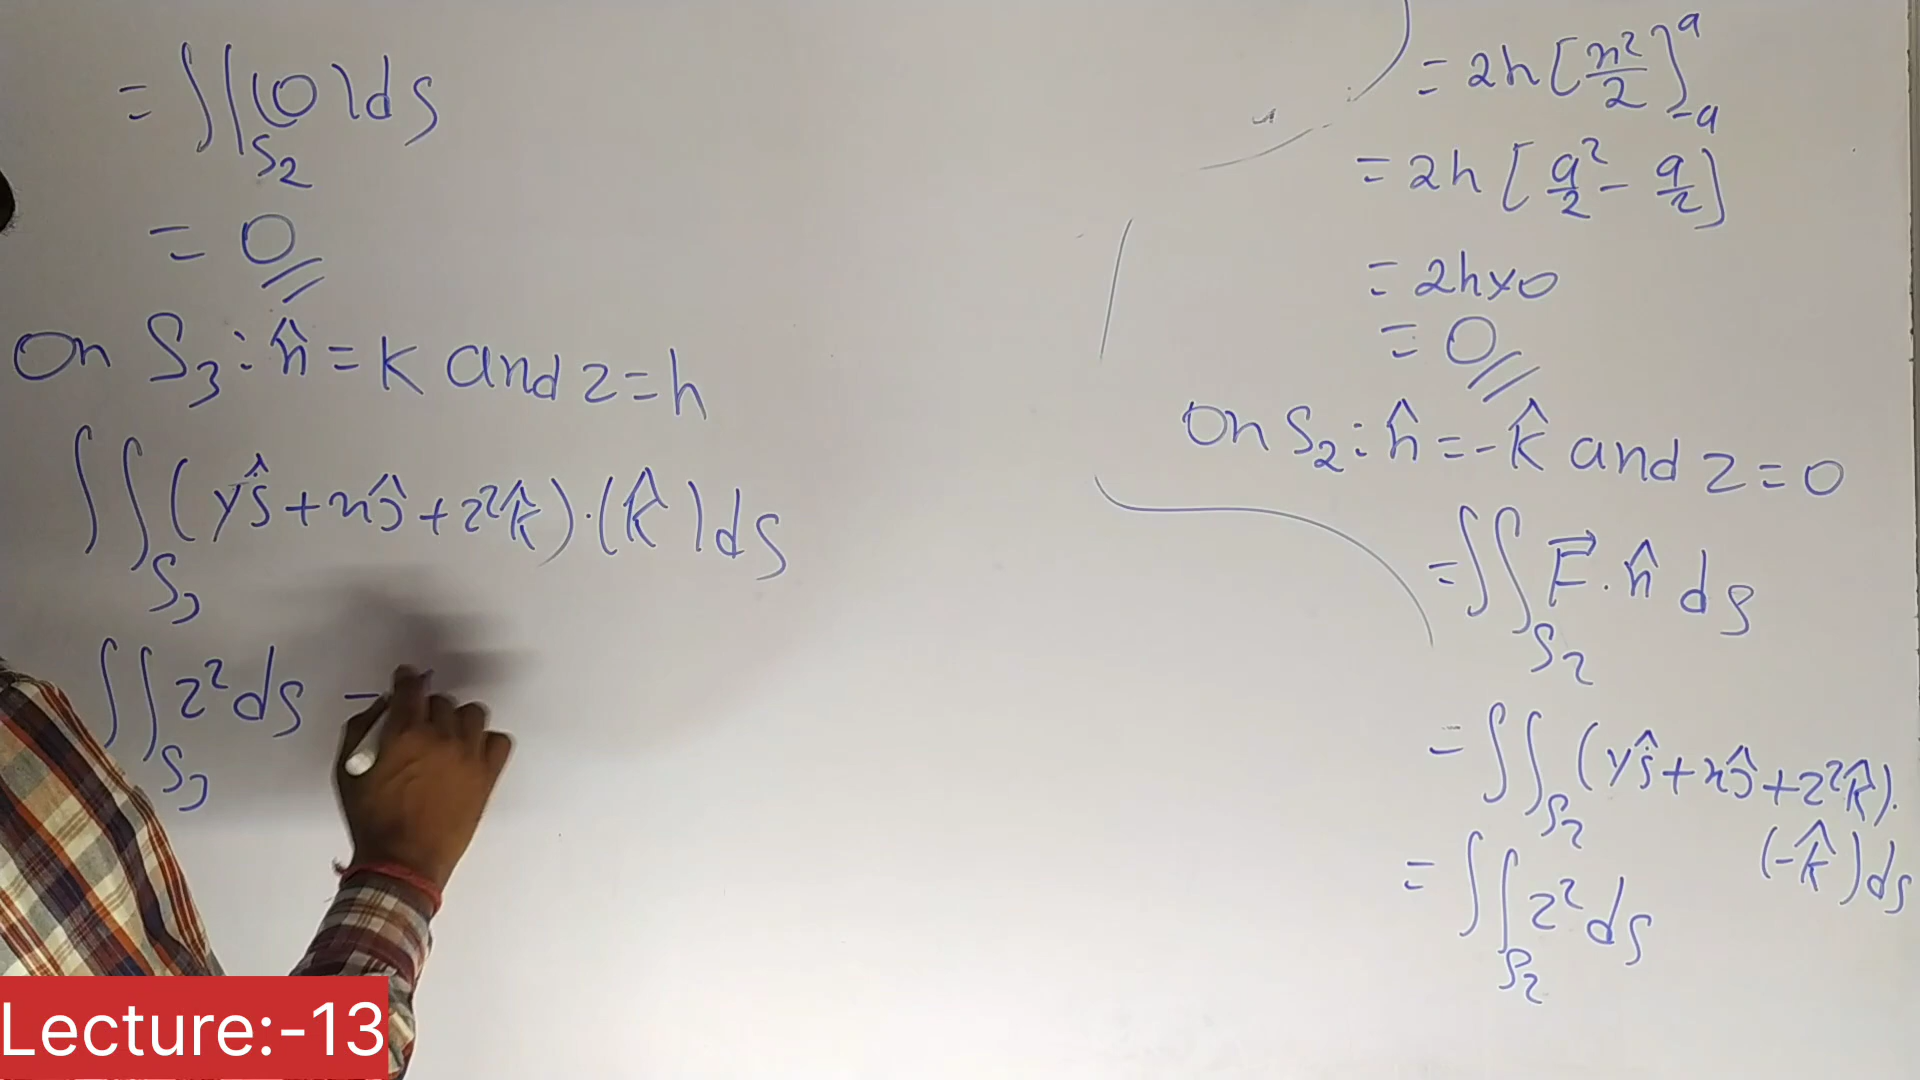 = ∬(0)ds
S₂
= 0
On S₃: n̂ = k and z=h
∬(yî+xĵ+z²k̂)·(k̂)ds
S₃
∬z²ds –
S₃
= 2h[x²/2]ᵃ₋ₐ
= 2h[a²/2 - a/2]
= 2h×0
= 0
On S₂: n̂ = -k̂ and z=0
= ∬F⃗·n̂ ds
S₂
= ∬(yî+xĵ+z²k̂)·
S₂
(-k̂)ds
= ∬z²ds
S₂
Lecture:-13